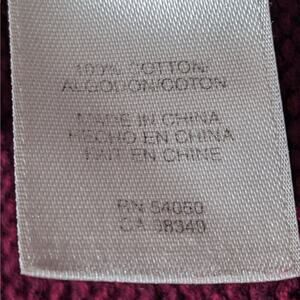 100% COTTON/
ALGODON/COTON
MADE IN CHINA
HECHO EN CHINA
FAIT EN CHINE
RN 54050
CA 38349